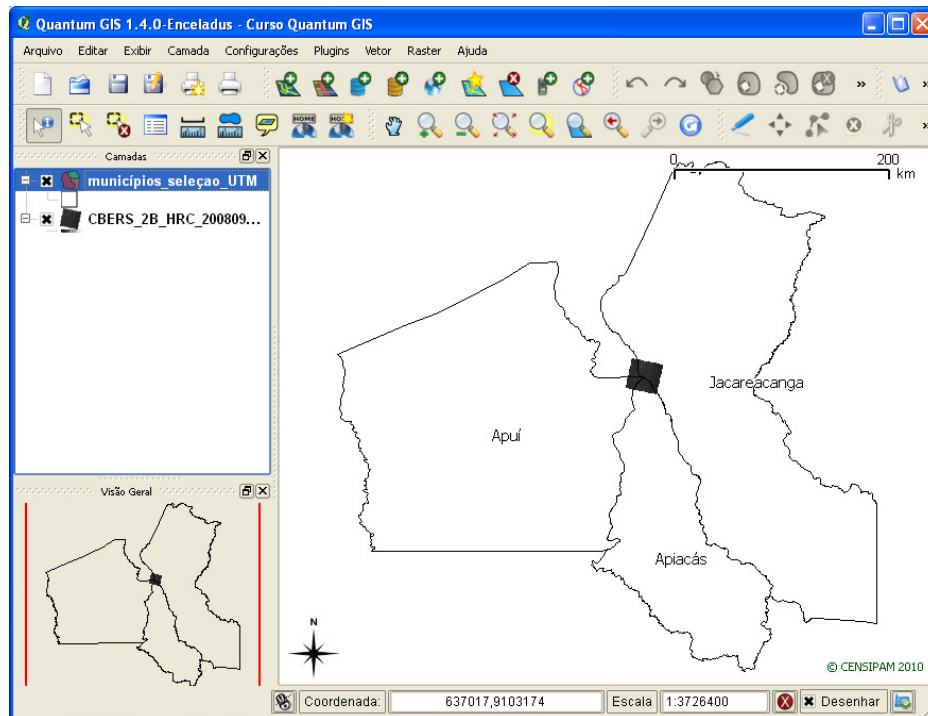 Quantum GIS 1.4.0-Enceladus - Curso Quantum GIS
Arquivo Editar Exibir Camada Configurações Plugins Vetor Raster Ajuda
HOME HOME
Camadas
municípios_seleçao_UTM
CBERS_2B_HRC_200809...
0 200
km
Jacareacanga
Apuí
Apiacás
Visão Geral
N
© CENSIPAM 2010
Coordenada: 637017,9103174 Escala 1:3726400 Desenhar